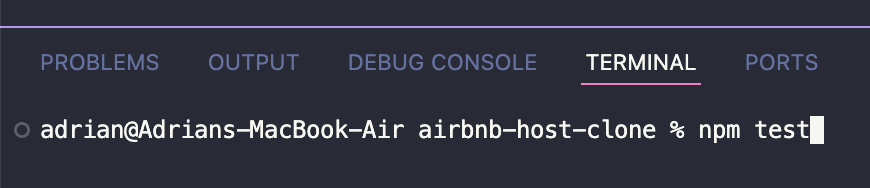 PROBLEMS OUTPUT DEBUG CONSOLE TERMINAL PORTS
adrian@Adrians-MacBook-Air airbnb-host-clone % npm test